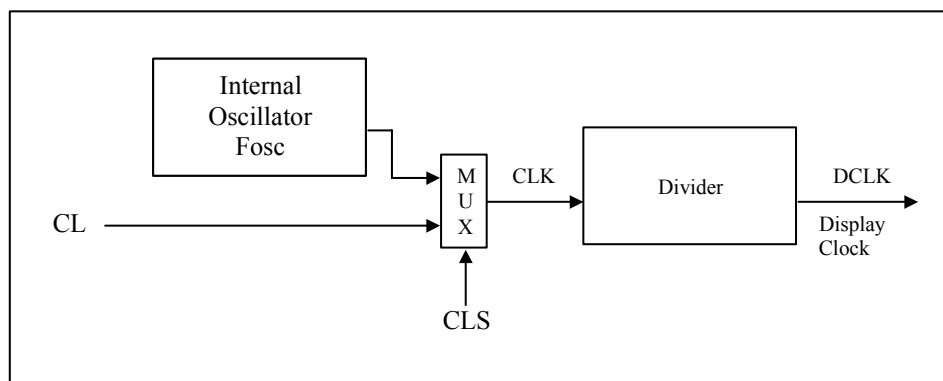 Internal
Oscillator
Fosc
M
U
X
CLK
Divider
DCLK
CL
Display
Clock
CLS